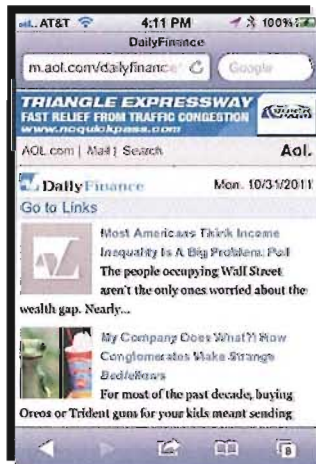 AT&T 4:11 PM 100%
DailyFinance
m.aol.com/dailyfinance Google
TRIANGLE EXPRESSWAY
FAST RELIEF FROM TRAFFIC CONGESTION
www.ncquickpass.com
AOL.com | Mail | Search Aol.
DailyFinance Mon. 10/31/2011
Go to Links
Most Americans Think Income
Inequality Is A Big Problem: Poll
The people occupying Wall Street
aren't the only ones worried about the
wealth gap. Nearly...
My Company Does What?! How
Conglomerates Make Strange
Bedfellows
For most of the past decade, buying
Oreos or Trident gum for your kids meant sending
8